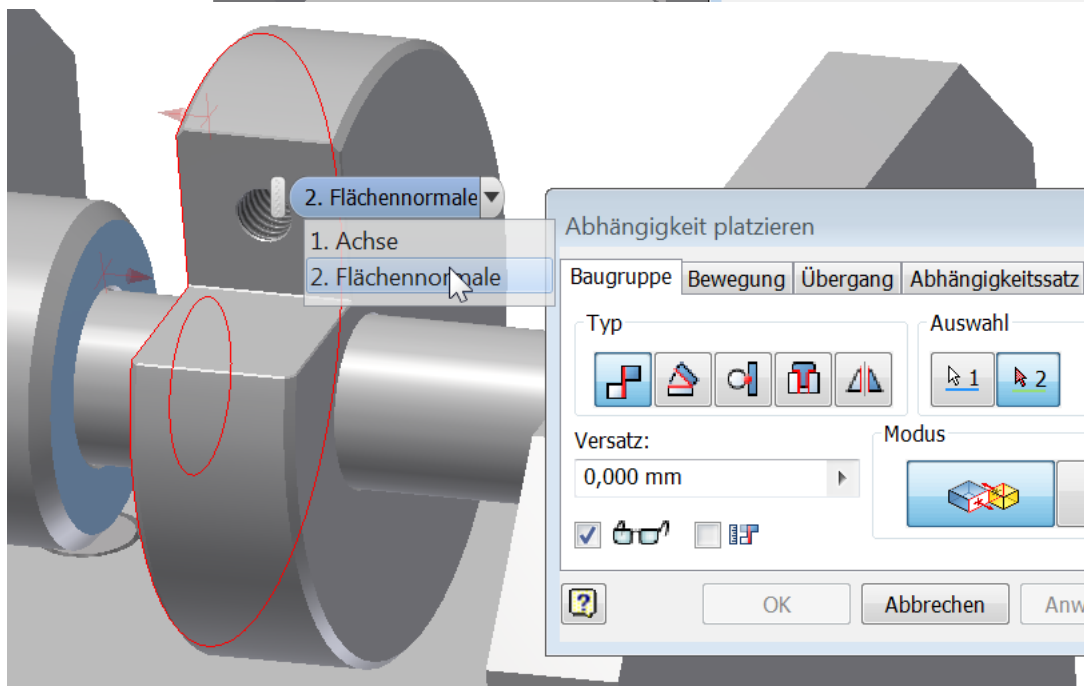 2. Flächennormale
1. Achse
2. Flächennormale
Abhängigkeit platzieren
Baugruppe Bewegung Übergang Abhängigkeitssatz
Typ
Auswahl
1 2
Versatz:
Modus
0,000 mm
?
OK Abbrechen Anw